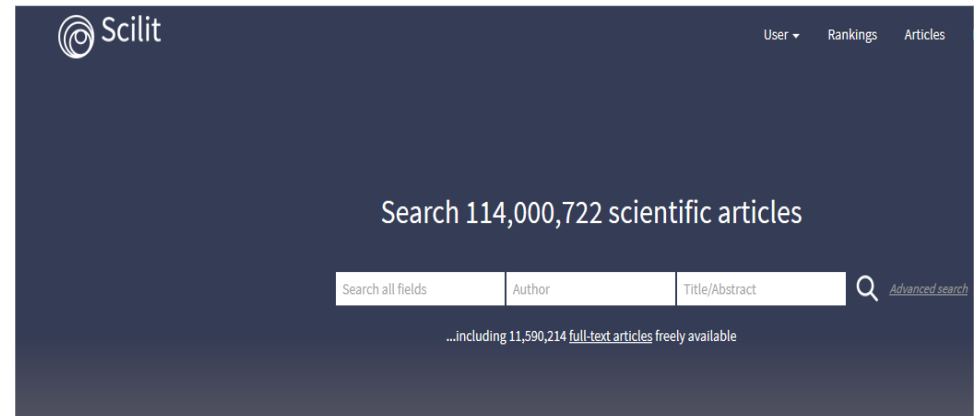 Scilit
User Rankings Articles
Search 114,000,722 scientific articles
Search all fields Author Title/Abstract Advanced search
...including 11,590,214 full-text articles freely available